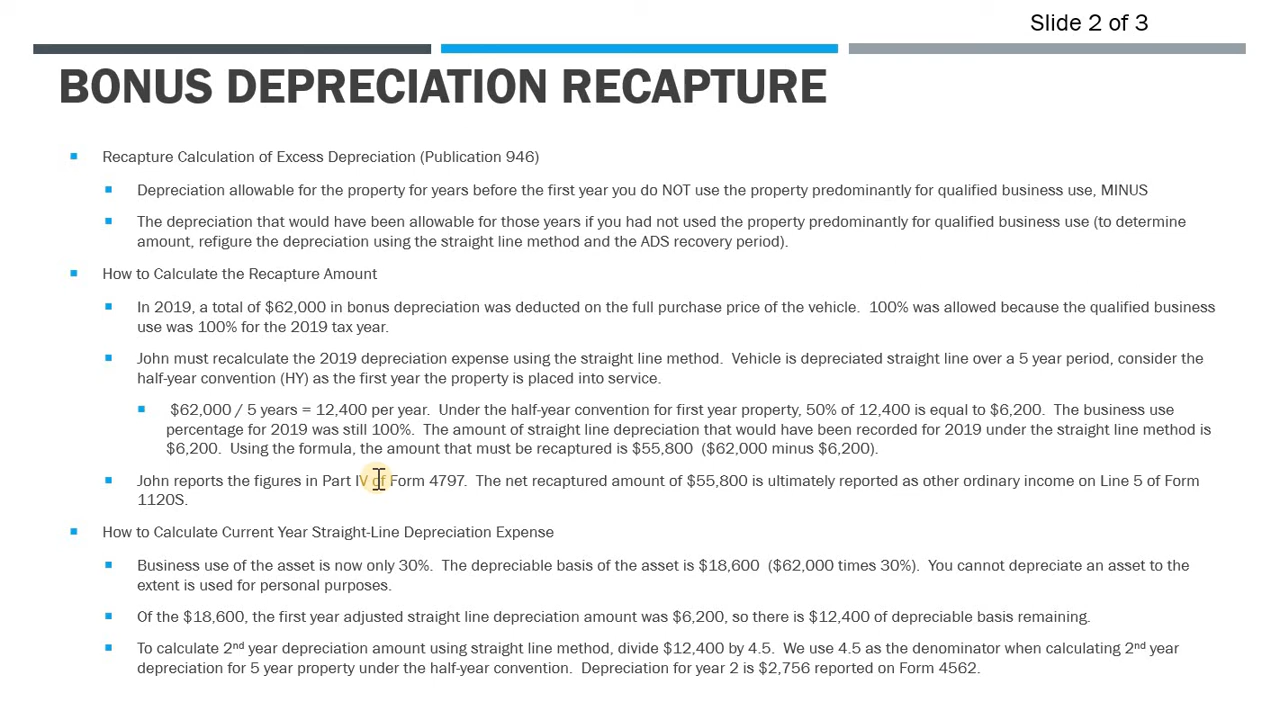 Slide 2 of 3
BONUS DEPRECIATION RECAPTURE
Recapture Calculation of Excess Depreciation (Publication 946)
Depreciation allowable for the property for years before the first year you do NOT use the property predominantly for qualified business use, MINUS
The depreciation that would have been allowable for those years if you had not used the property predominantly for qualified business use (to determine
amount, refigure the depreciation using the straight line method and the ADS recovery period).
How to Calculate the Recapture Amount
In 2019, a total of $62,000 in bonus depreciation was deducted on the full purchase price of the vehicle.  100% was allowed because the qualified business
use was 100% for the 2019 tax year.
John must recalculate the 2019 depreciation expense using the straight line method.  Vehicle is depreciated straight line over a 5 year period, consider the
half-year convention (HY) as the first year the property is placed into service.
$62,000 / 5 years = 12,400 per year.  Under the half-year convention for first year property, 50% of 12,400 is equal to $6,200.  The business use
percentage for 2019 was still 100%.  The amount of straight line depreciation that would have been recorded for 2019 under the straight line method is
$6,200.  Using the formula, the amount that must be recaptured is $55,800  ($62,000 minus $6,200).
John reports the figures in Part IV of Form 4797.  The net recaptured amount of $55,800 is ultimately reported as other ordinary income on Line 5 of Form
1120S.
How to Calculate Current Year Straight-Line Depreciation Expense
Business use of the asset is now only 30%.  The depreciable basis of the asset is $18,600  ($62,000 times 30%).  You cannot depreciate an asset to the
extent is used for personal purposes.
Of the $18,600, the first year adjusted straight line depreciation amount was $6,200, so there is $12,400 of depreciable basis remaining.
To calculate 2nd year depreciation amount using straight line method, divide $12,400 by 4.5.  We use 4.5 as the denominator when calculating 2nd year
depreciation for 5 year property under the half-year convention.  Depreciation for year 2 is $2,756 reported on Form 4562.